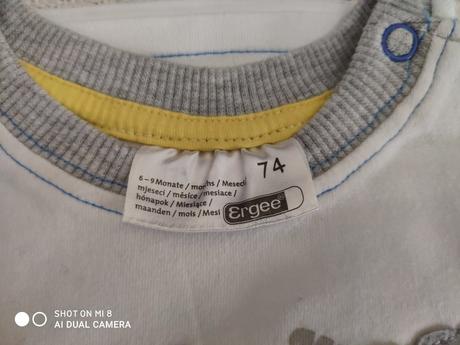 74
6-9 Monate / months / Meseci
mjeseci / měsíce / mesiace /
hónapok / Miesiące /
maanden / mois / Mesi
Ergee
SHOT ON MI 8
AI DUAL CAMERA